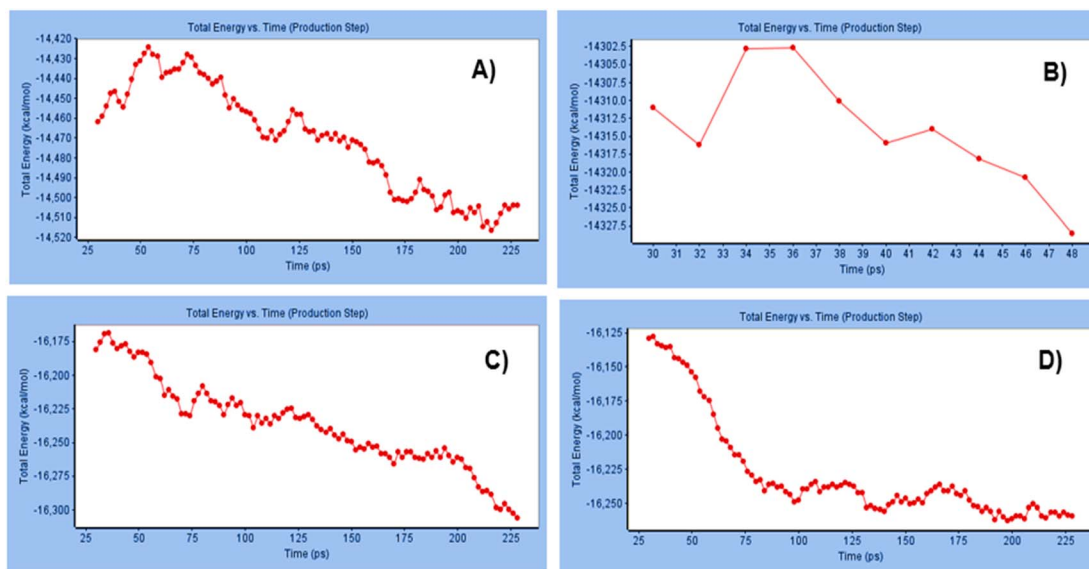 Total Energy vs. Time (Production Step)
A)
Total Energy (kcal/mol)
-14,420
-14,430
-14,440
-14,450
-14,460
-14,470
-14,480
-14,490
-14,500
-14,510
-14,520
25 50 75 100 125 150 175 200 225
Time (ps)
Total Energy vs. Time (Production Step)
B)
Total Energy (kcal/mol)
-14302.5
-14305.0
-14307.5
-14310.0
-14312.5
-14315.0
-14317.5
-14320.0
-14322.5
-14325.0
-14327.5
30 31 32 33 34 35 36 37 38 39 40 41 42 43 44 45 46 47 48
Time (ps)
Total Energy vs. Time (Production Step)
C)
Total Energy (kcal/mol)
-16,175
-16,200
-16,225
-16,250
-16,275
-16,300
25 50 75 100 125 150 175 200 225
Time (ps)
Total Energy vs. Time (Production Step)
D)
Total Energy (kcal/mol)
-16,125
-16,150
-16,175
-16,200
-16,225
-16,250
25 50 75 100 125 150 175 200 225
Time (ps)